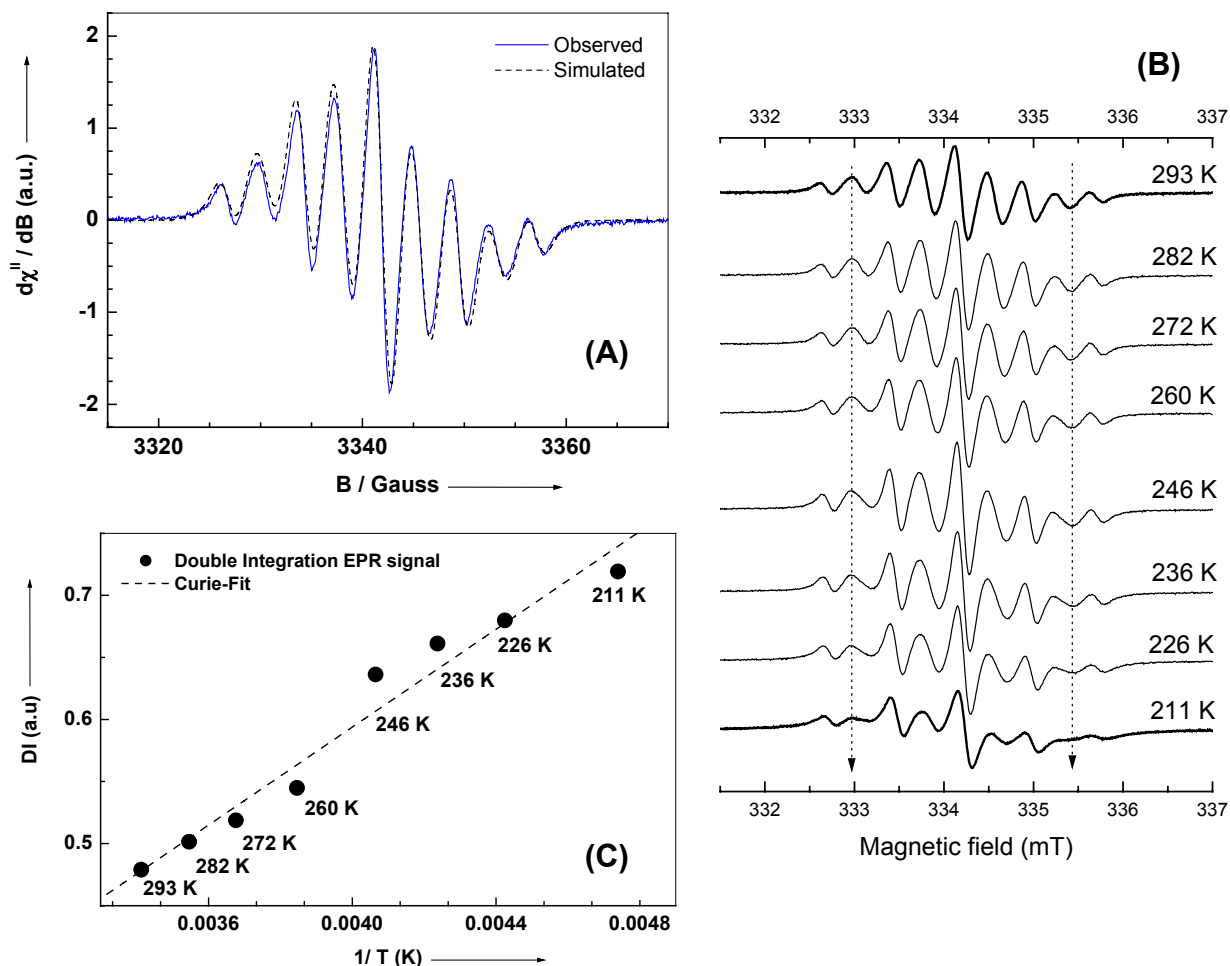 (A)
Observed
Simulated
2
1
0
-1
-2
dχ^II / dB (a.u.)
3320 3340 3360
B / Gauss
(B)
332 333 334 335 336 337
293 K
282 K
272 K
260 K
246 K
236 K
226 K
211 K
332 333 334 335 336 337
Magnetic field (mT)
Double Integration EPR signal
Curie-Fit
0.7
0.6
0.5
DI (a.u)
211 K
226 K
236 K
246 K
260 K
272 K
282 K
293 K
(C)
0.0036 0.0040 0.0044 0.0048
1/ T (K)